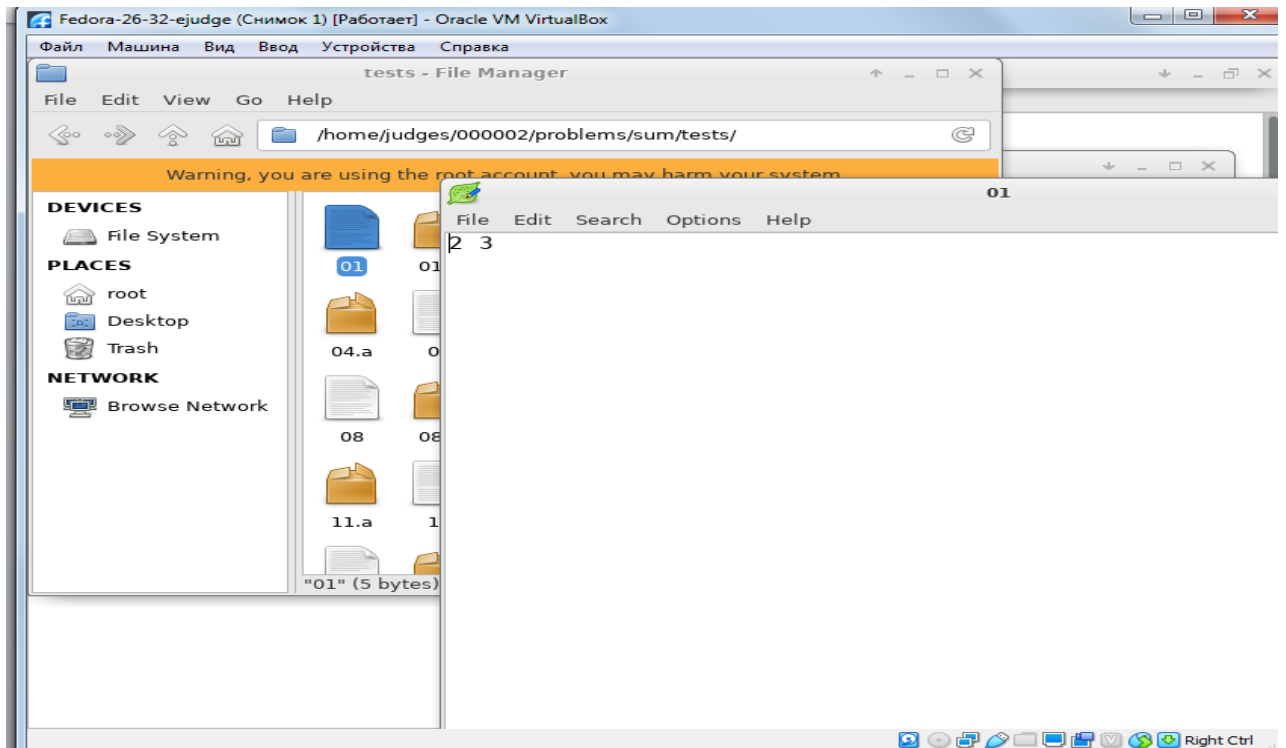 Fedora-26-32-ejudge (Снимок 1) [Работает] - Oracle VM VirtualBox
Файл Машина Вид Ввод Устройства Справка
tests - File Manager
File Edit View Go Help
/home/judges/000002/problems/sum/tests/
Warning, you are using the root account, you may harm your system.
01
File Edit Search Options Help
2 3
DEVICES
File System
PLACES
root
Desktop
Trash
NETWORK
Browse Network
01 01
04.a
08 08
11.a 1
"01" (5 bytes)
Right Ctrl